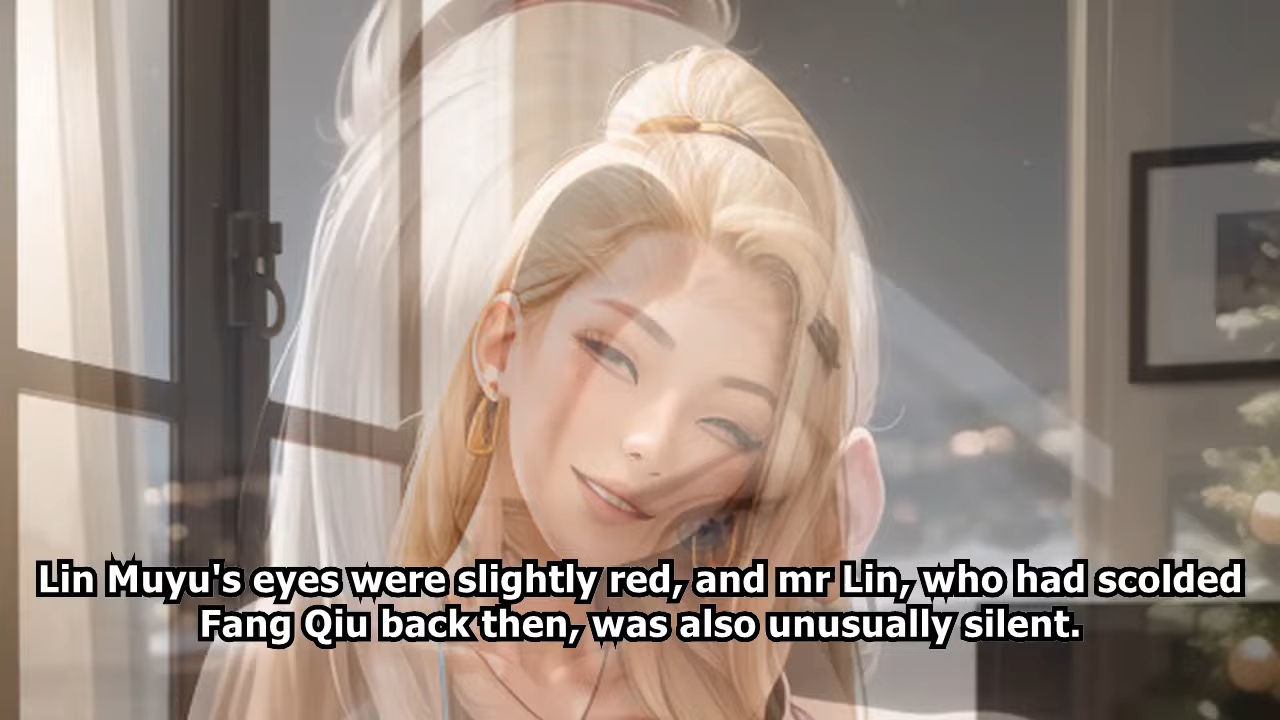 Lin Muyu's eyes were slightly red, and mr Lin, who had scolded
Fang Qiu back then, was also unusually silent.